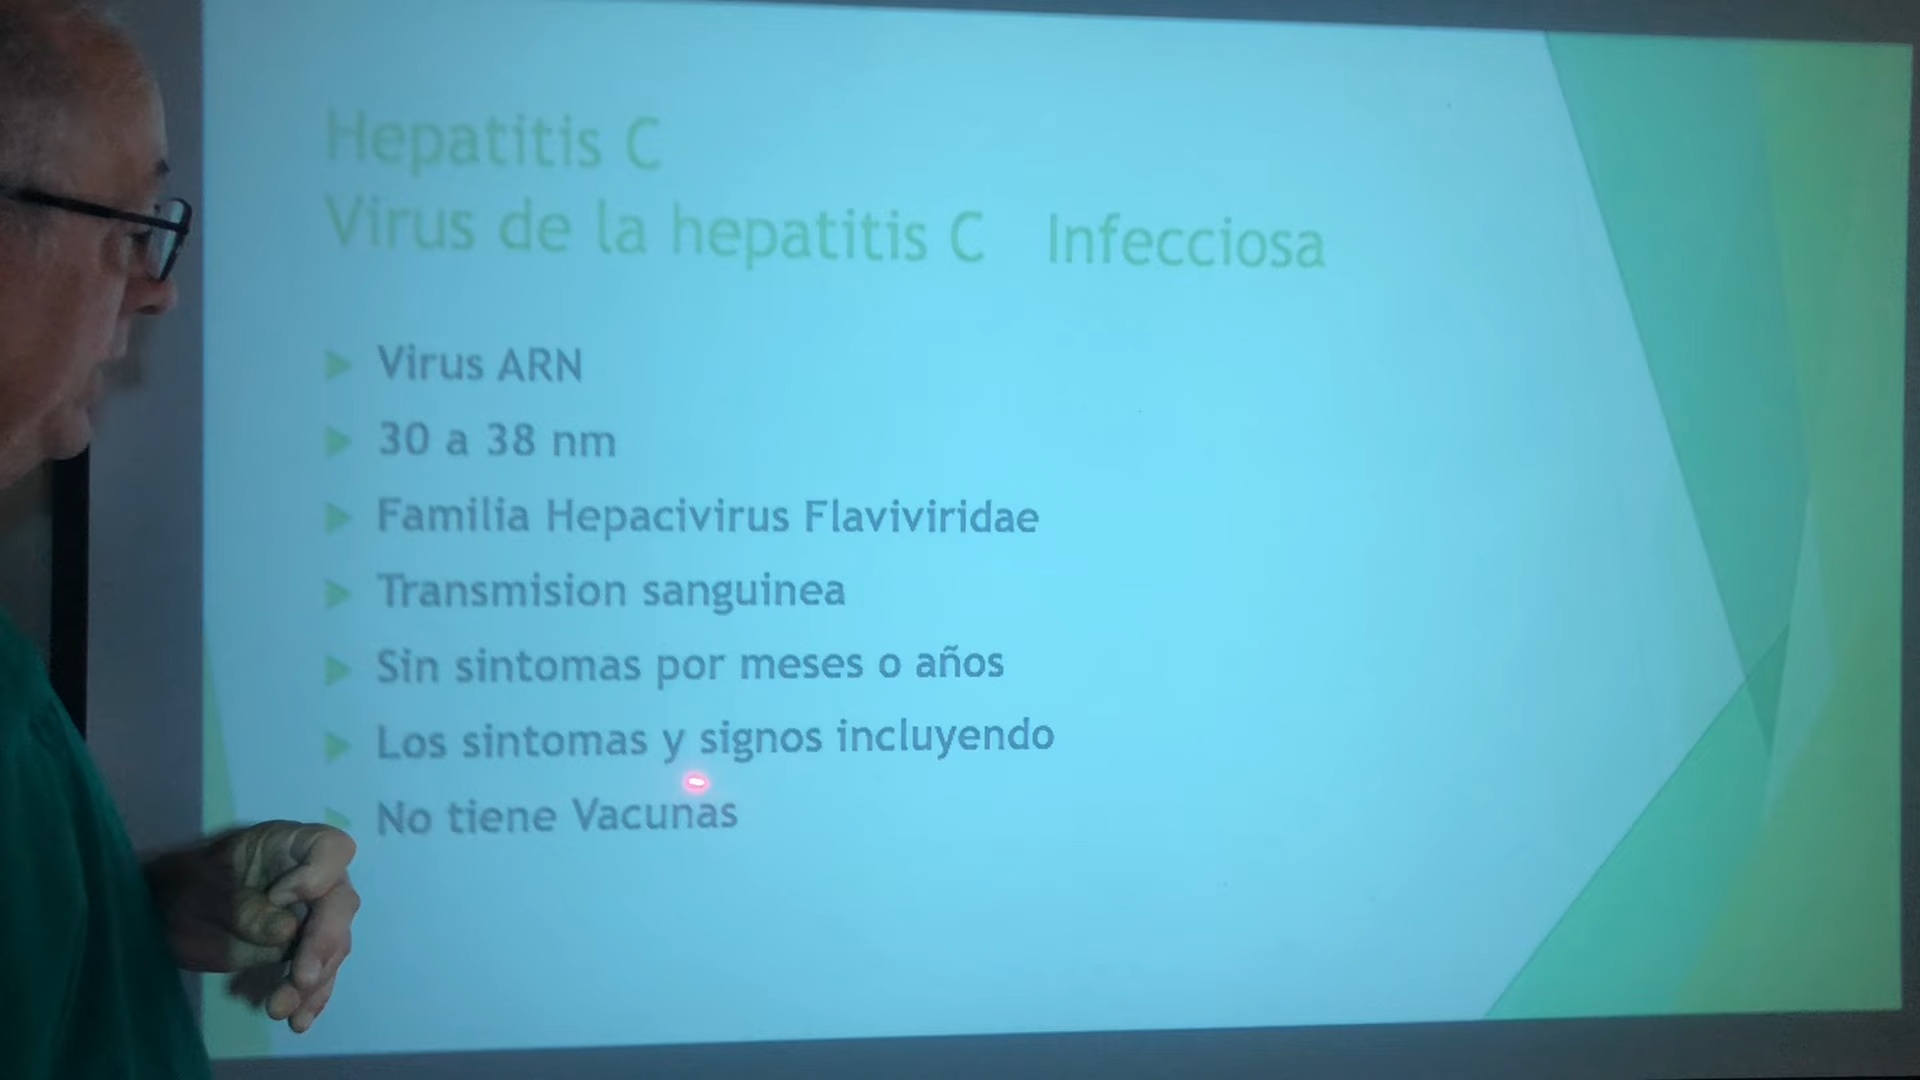 Hepatitis C
Virus de la hepatitis C Infecciosa
Virus ARN
30 a 38 nm
Familia Hepacivirus Flaviviridae
Transmision sanguinea
Sin sintomas por meses o años
Los sintomas y signos incluyendo
No tiene Vacunas